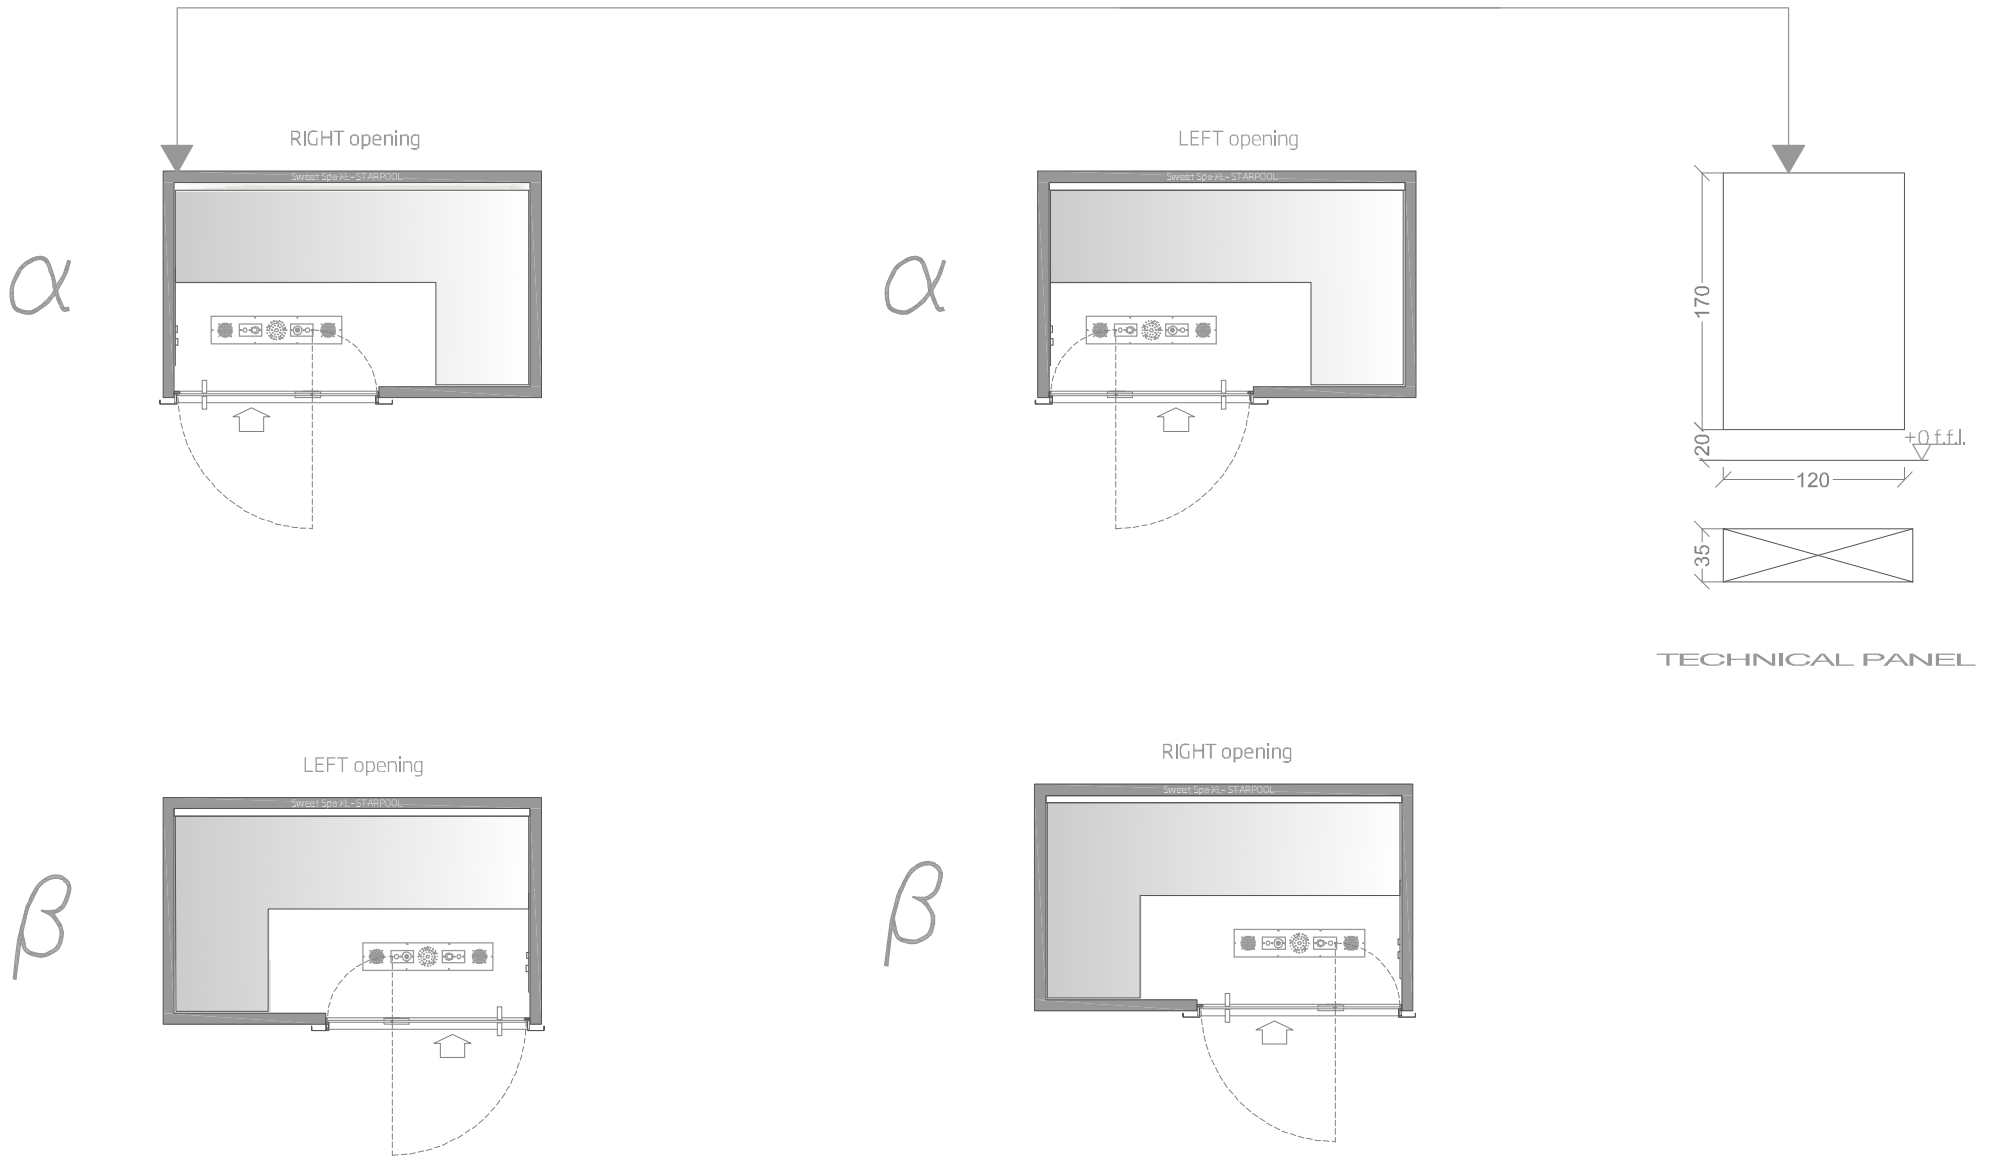 RIGHT opening
Sweet Spa XL - STARPOOL
α
LEFT opening
Sweet Spa XL - STARPOOL
α
170
20
+0 f.f.l.
120
35
TECHNICAL PANEL
LEFT opening
Sweet Spa XL - STARPOOL
β
RIGHT opening
Sweet Spa XL - STARPOOL
β